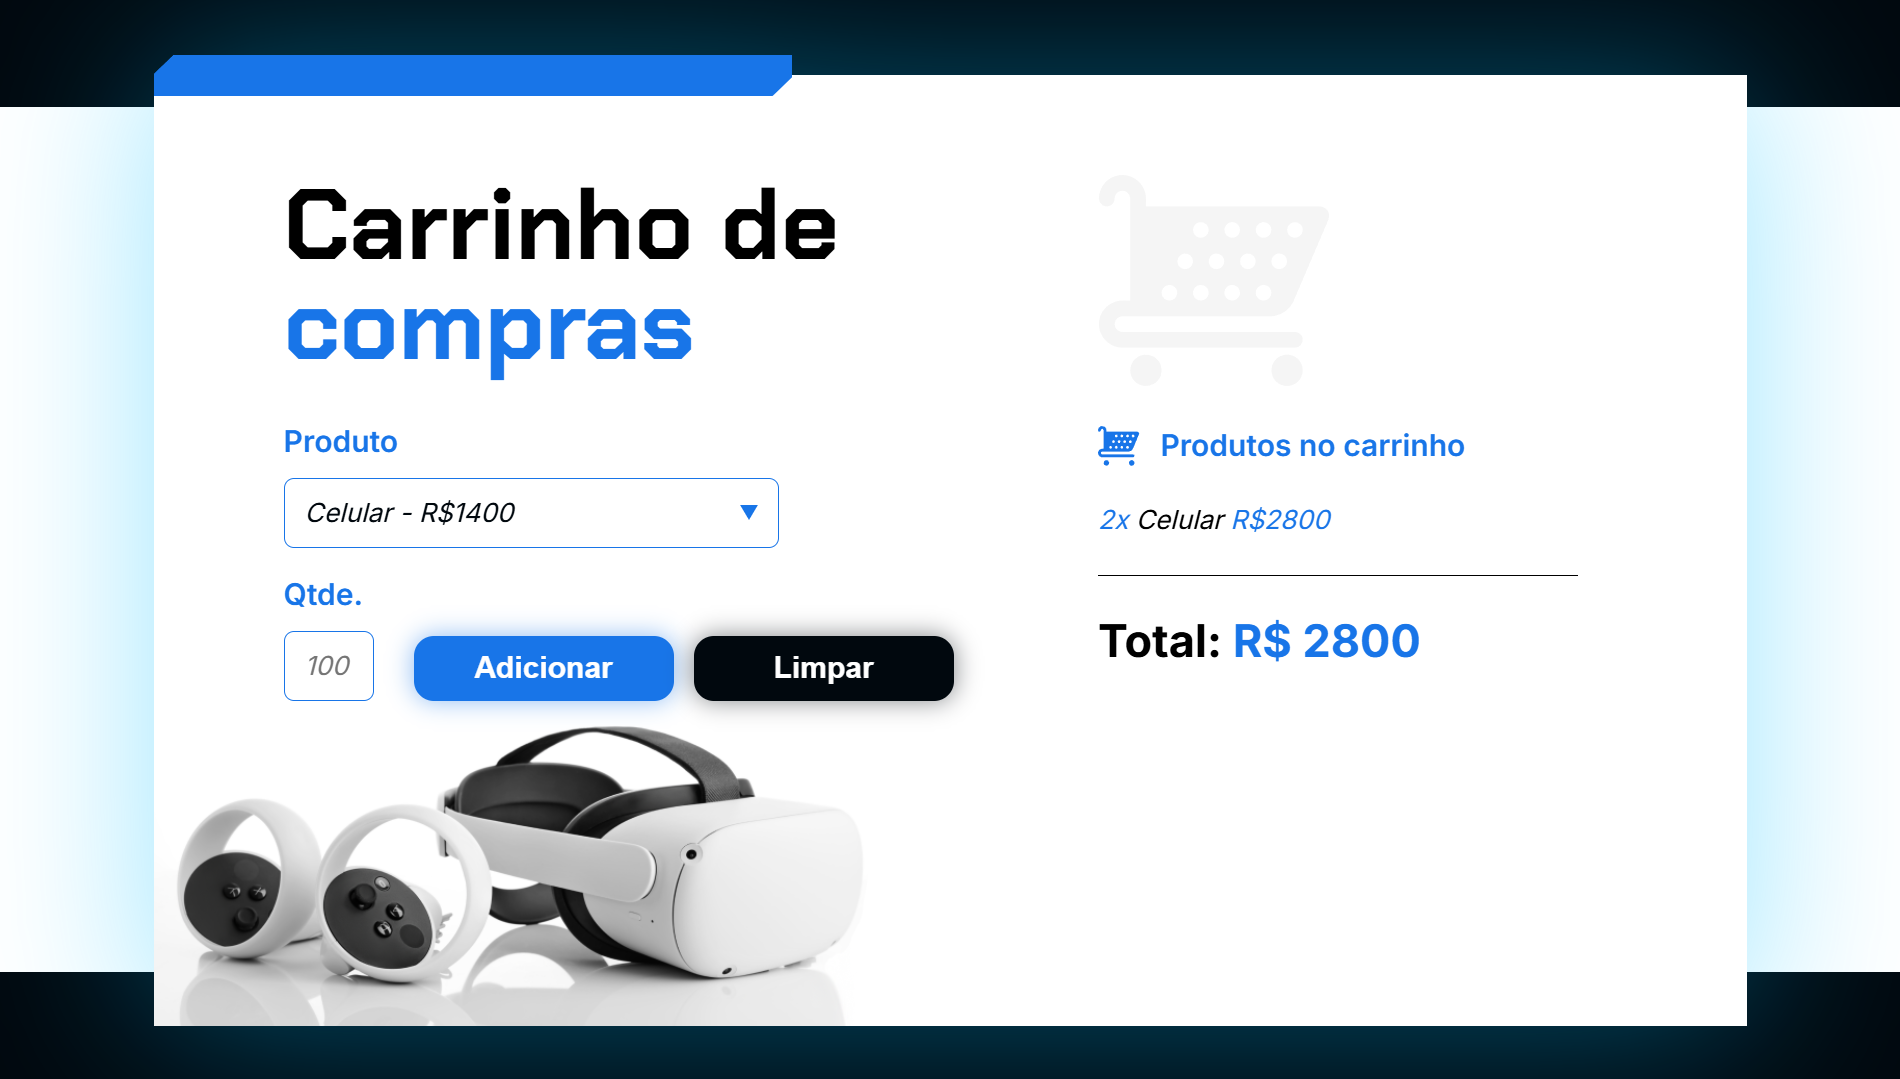 Carrinho de
compras
Produto
Celular - R$1400
Qtde.
100
Adicionar
Limpar
Produtos no carrinho
2x Celular R$2800
Total: R$ 2800